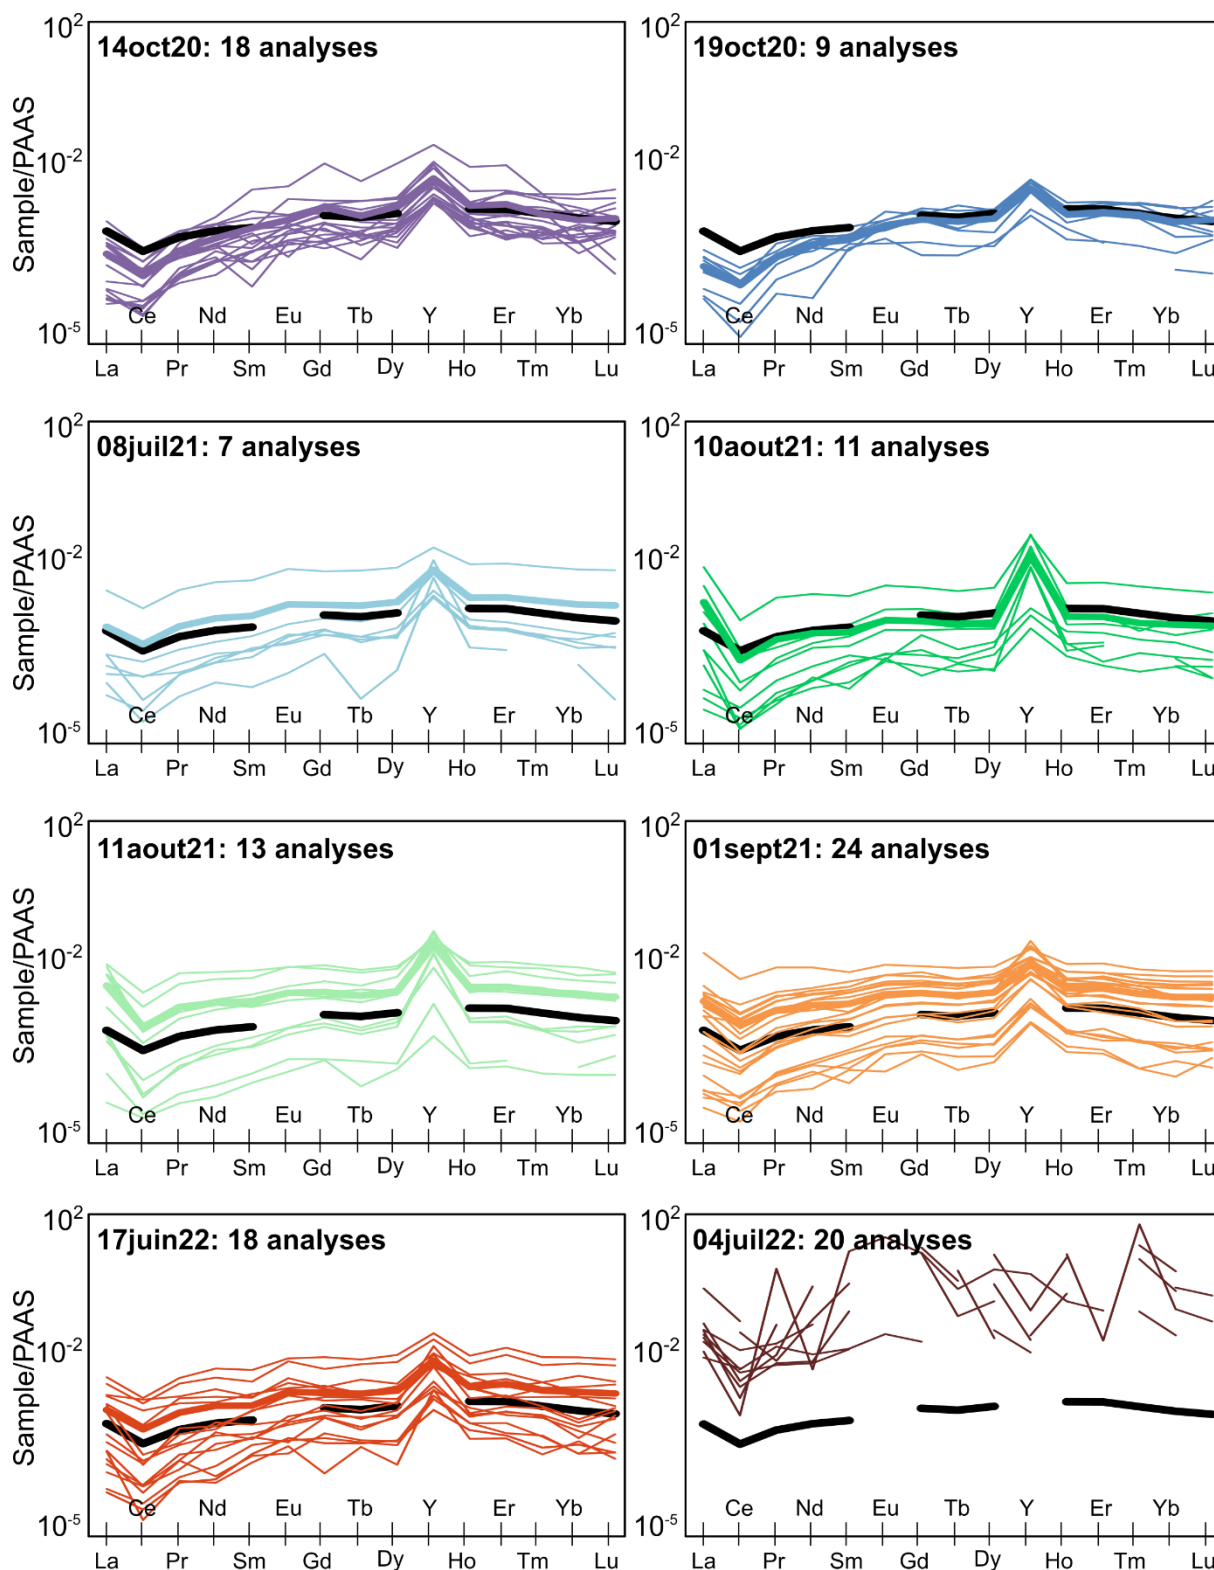 14oct20: 18 analyses
Sample/PAAS
10²
10⁻²
10⁻⁵
Ce Nd Eu Tb Y Er Yb
La Pr Sm Gd Dy Ho Tm Lu
19oct20: 9 analyses
10²
10⁻²
10⁻⁵
Ce Nd Eu Tb Y Er Yb
La Pr Sm Gd Dy Ho Tm Lu
08juil21: 7 analyses
Sample/PAAS
10²
10⁻²
10⁻⁵
Ce Nd Eu Tb Y Er Yb
La Pr Sm Gd Dy Ho Tm Lu
10aout21: 11 analyses
10²
10⁻²
10⁻⁵
Ce Nd Eu Tb Y Er Yb
La Pr Sm Gd Dy Ho Tm Lu
11aout21: 13 analyses
Sample/PAAS
10²
10⁻²
10⁻⁵
Ce Nd Eu Tb Y Er Yb
La Pr Sm Gd Dy Ho Tm Lu
01sept21: 24 analyses
10²
10⁻²
10⁻⁵
Ce Nd Eu Tb Y Er Yb
La Pr Sm Gd Dy Ho Tm Lu
17juin22: 18 analyses
Sample/PAAS
10²
10⁻²
10⁻⁵
Ce Nd Eu Tb Y Er Yb
La Pr Sm Gd Dy Ho Tm Lu
04juil22: 20 analyses
10²
10⁻²
10⁻⁵
Ce Nd Eu Tb Y Er Yb
La Pr Sm Gd Dy Ho Tm Lu